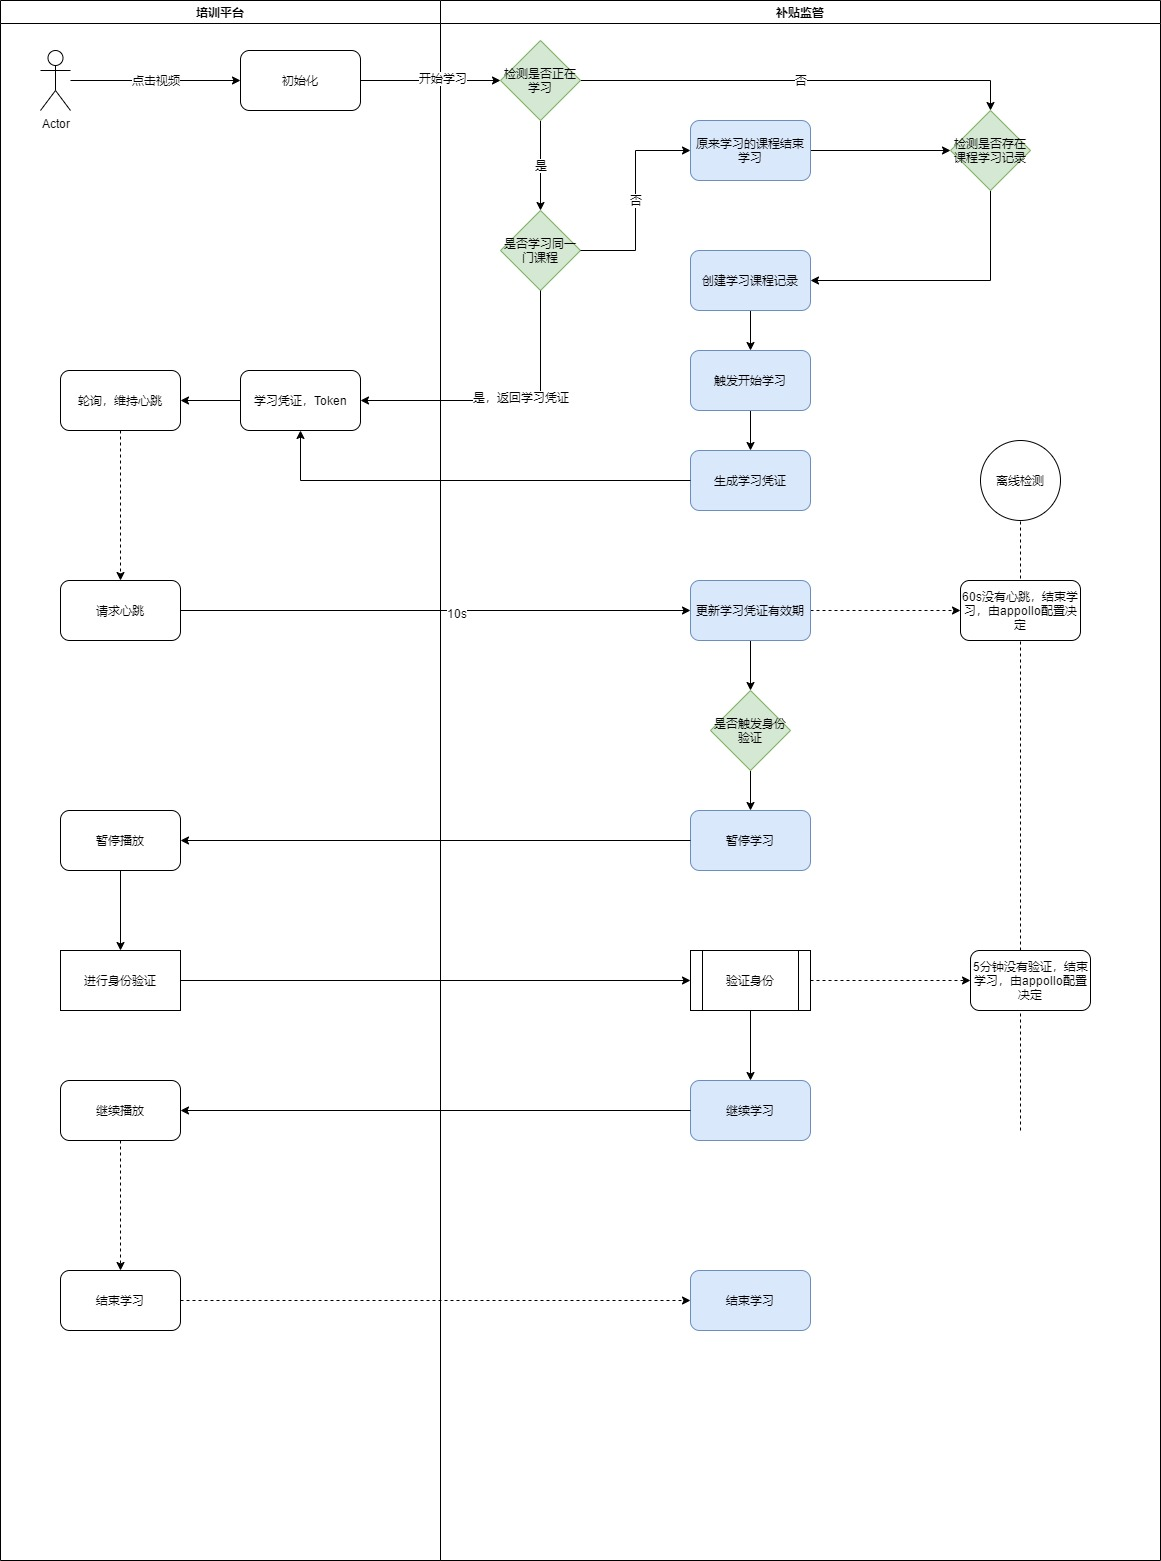 培训平台
补贴监管
点击视频
初始化
开始学习
检测是否正在
学习
否
Actor
原来学习的课程结束
学习
检测是否存在
课程学习记录
是
否
是否学习同一
门课程
创建学习课程记录
触发开始学习
轮询，维持心跳
学习凭证，Token
是，返回学习凭证
生成学习凭证
离线检测
请求心跳
10s
更新学习凭证有效期
60s没有心跳，结束学
习，由appollo配置决
定
是否触发身份
验证
暂停播放
暂停学习
进行身份验证
验证身份
5分钟没有验证，结束
学习，由appollo配置
决定
继续播放
继续学习
结束学习
结束学习